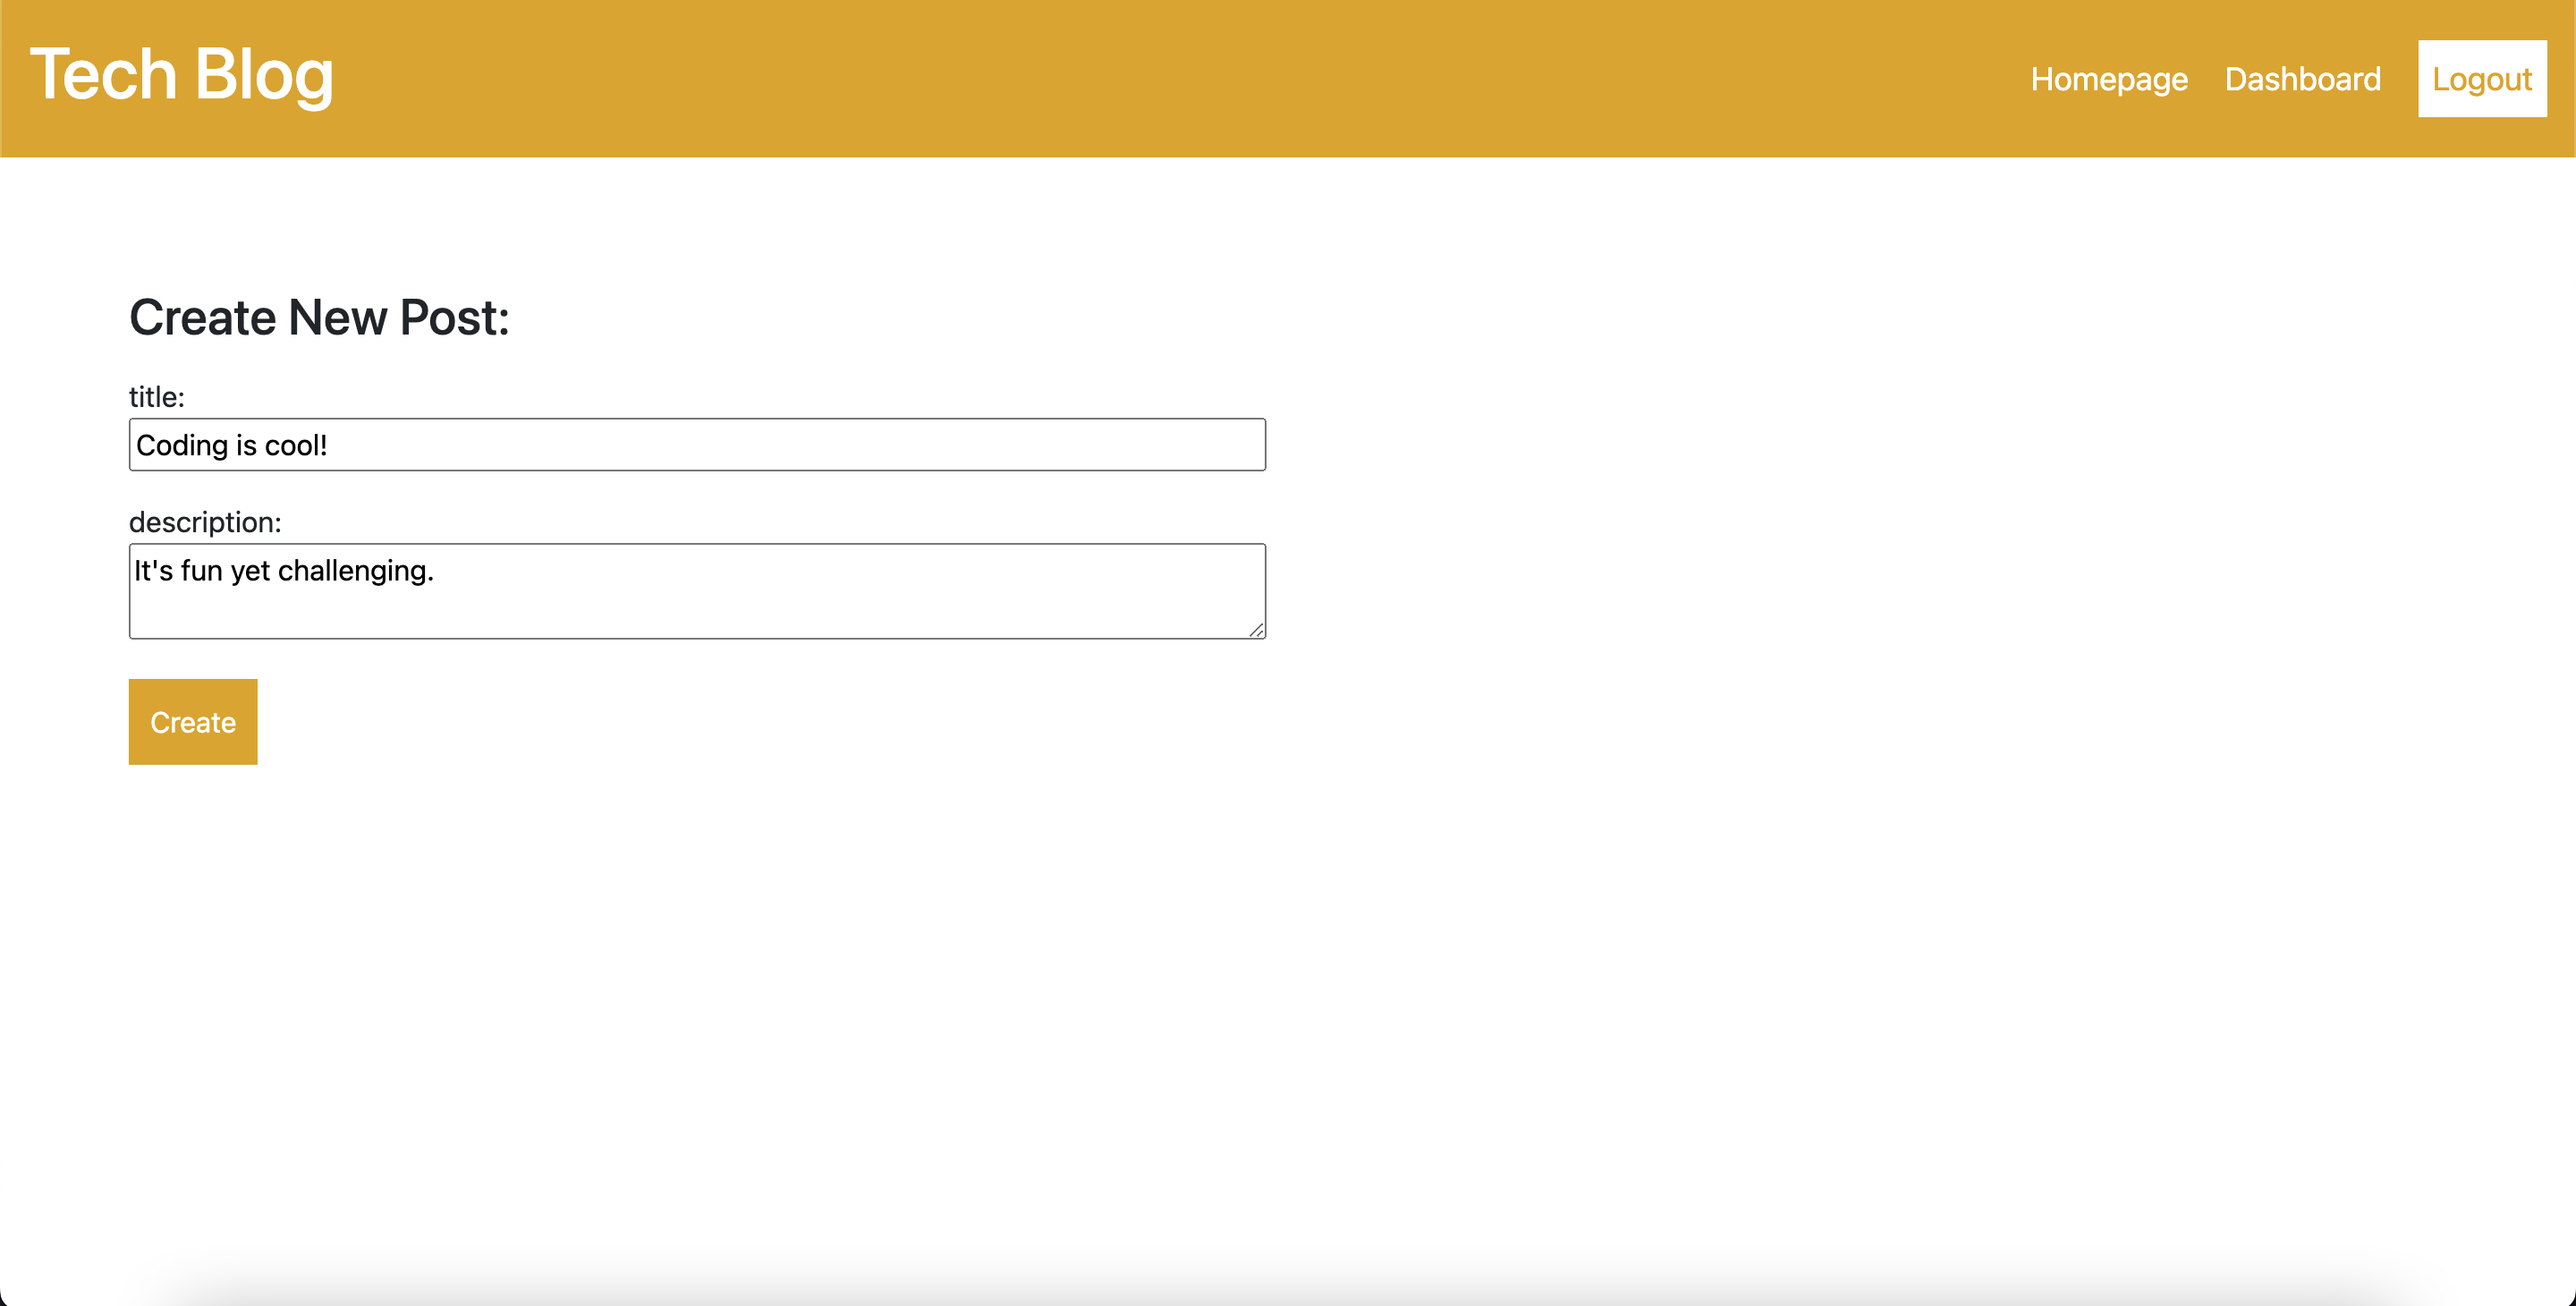 Tech Blog
Homepage Dashboard Logout
Create New Post:
title:
Coding is cool!
description:
It's fun yet challenging.
Create